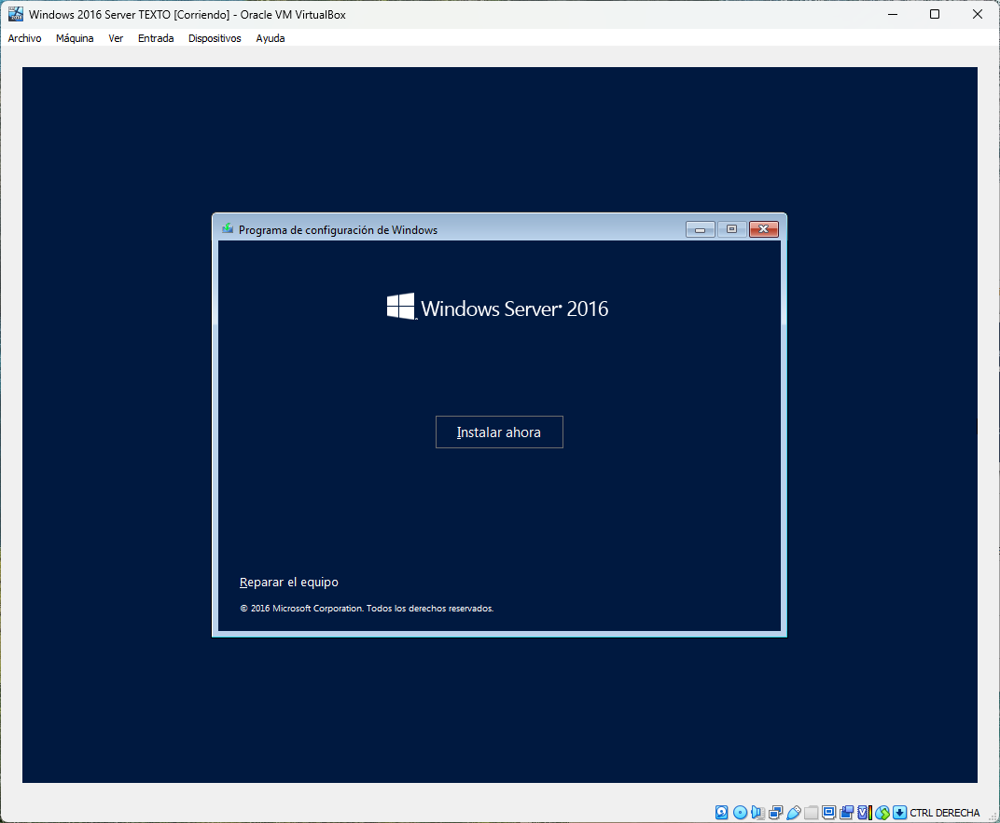 Windows 2016 Server TEXTO [Corriendo] - Oracle VM VirtualBox
Archivo Máquina Ver Entrada Dispositivos Ayuda
Programa de configuración de Windows
Windows Server 2016
Instalar ahora
Reparar el equipo
© 2016 Microsoft Corporation. Todos los derechos reservados.
CTRL DERECHA